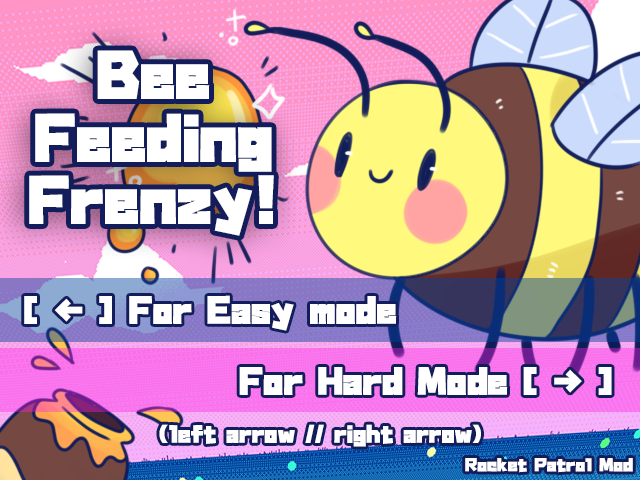 Bee
Feeding
Frenzy!
[ ← ] For Easy mode
For Hard Mode [ → ]
(left arrow // right arrow)
Rocket Patrol Mod